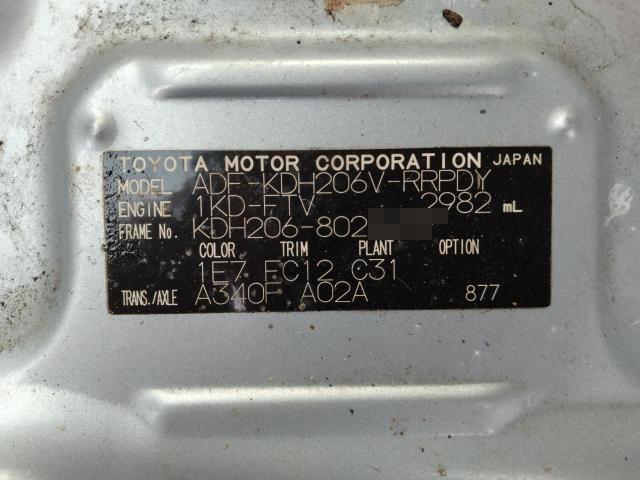 TOYOTA MOTOR CORPORATION JAPAN
MODEL ADF-KDH206V-RRPDY
ENGINE 1KD-FTV 2982 mL
FRAME No. KDH206-802
COLOR TRIM PLANT OPTION
1E7 FC12 C31
TRANS./AXLE A340F A02A 877